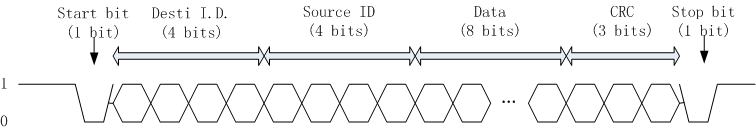 Start bit
(1 bit)
Desti I.D.
(4 bits)
Source ID
(4 bits)
Data
(8 bits)
CRC
(3 bits)
Stop bit
(1 bit)
1
0
...